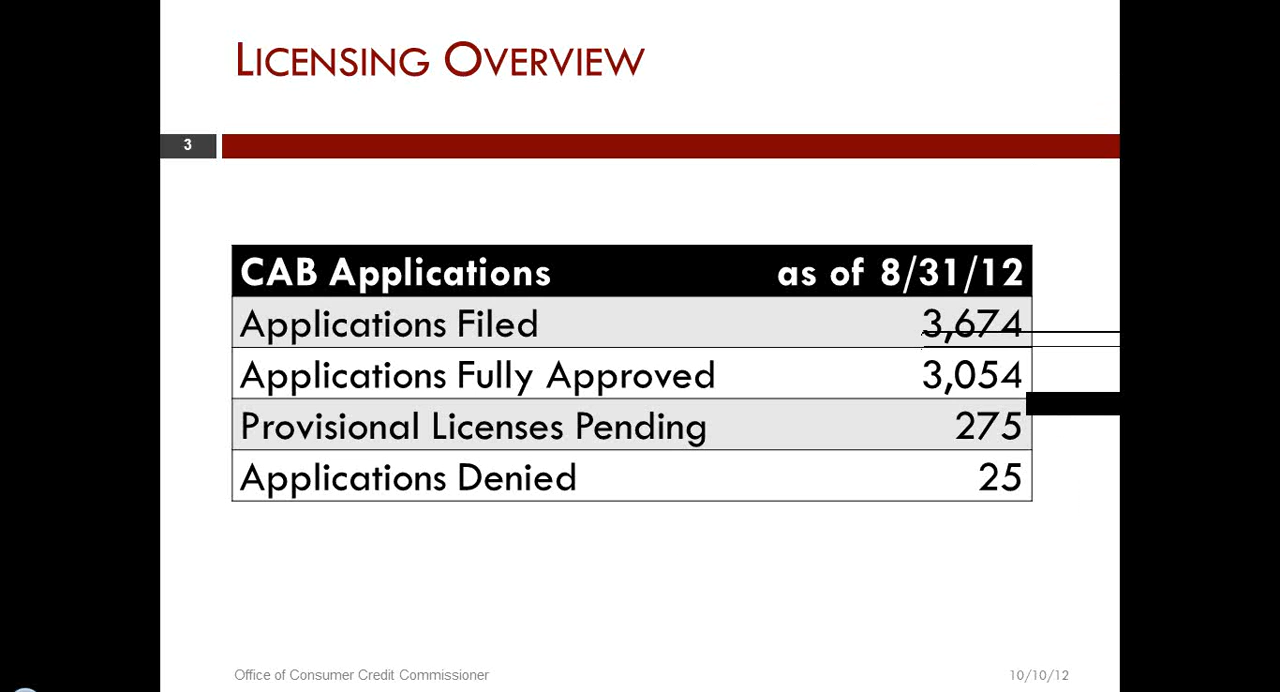 LICENSING OVERVIEW
3
CAB Applications as of 8/31/12
Applications Filed 3,674
Applications Fully Approved 3,054
Provisional Licenses Pending 275
Applications Denied 25
Office of Consumer Credit Commissioner 10/10/12